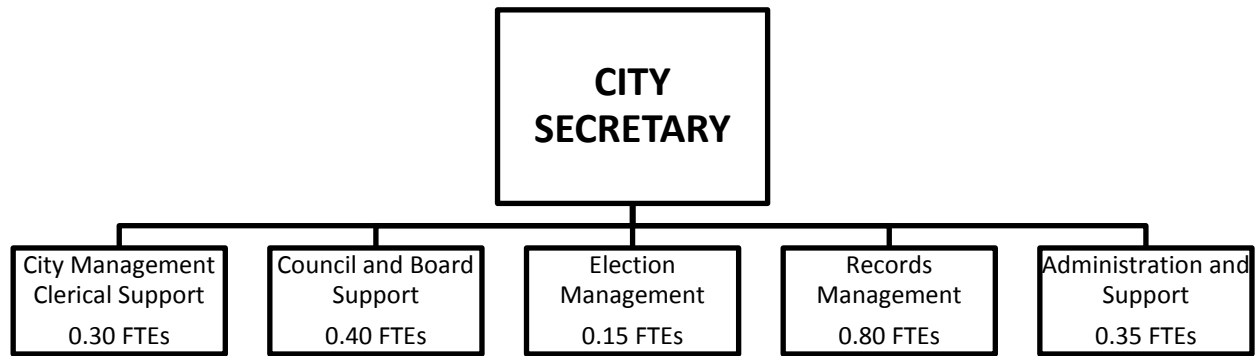 CITY
SECRETARY
City Management
Clerical Support
0.30 FTEs
Council and Board
Support
0.40 FTEs
Election
Management
0.15 FTEs
Records
Management
0.80 FTEs
Administration and
Support
0.35 FTEs